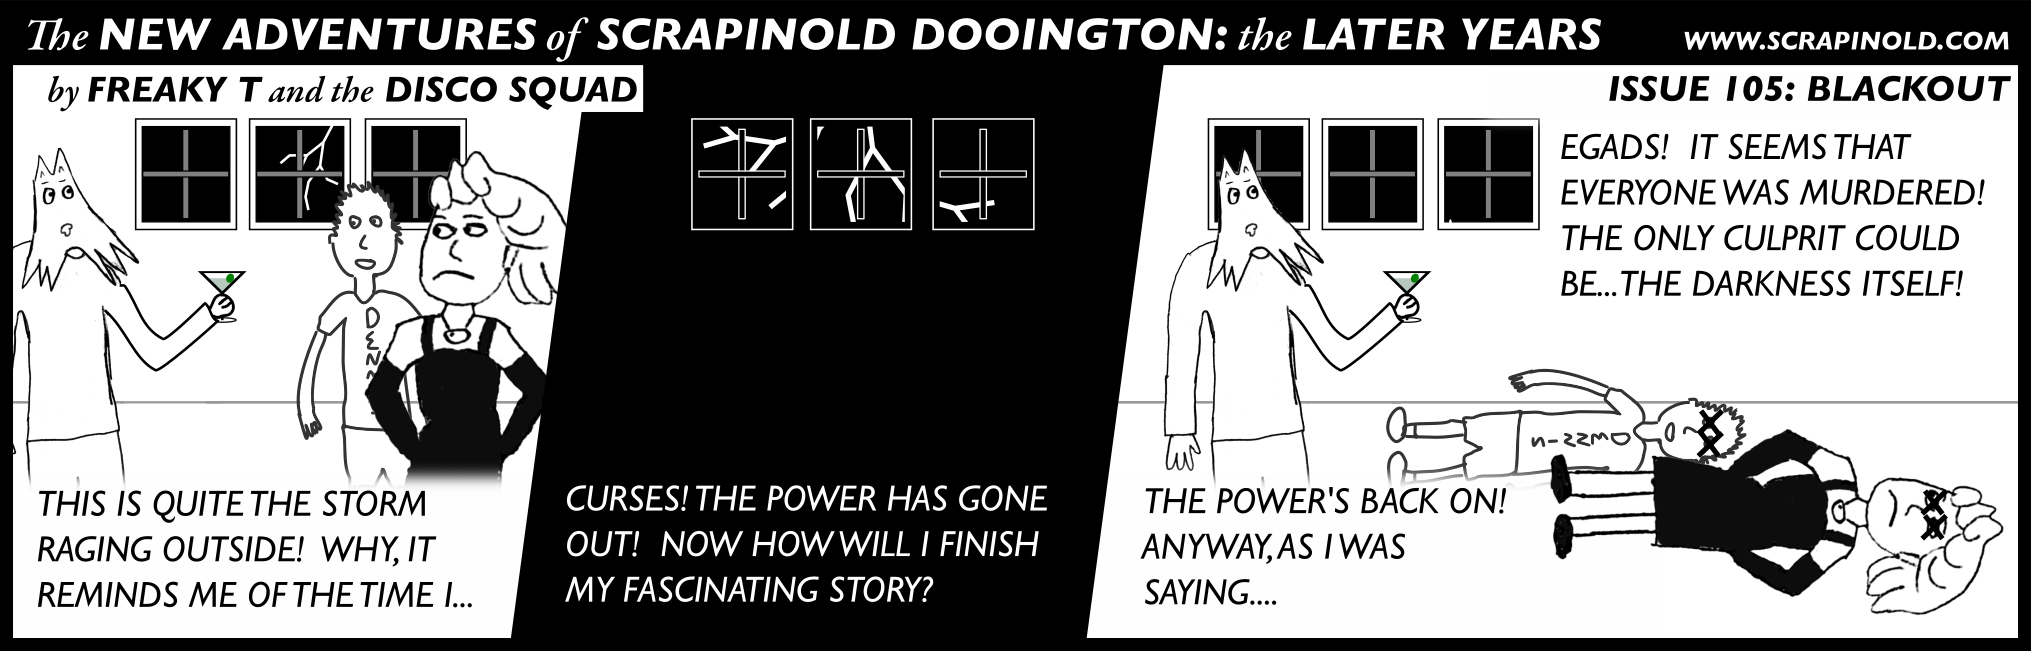 The NEW ADVENTURES of SCRAPINOLD DOOINGTON: the LATER YEARS
WWW.SCRAPINOLD.COM
by FREAKY T and the DISCO SQUAD
ISSUE 105: BLACKOUT
DENN
THIS IS QUITE THE STORM
RAGING OUTSIDE! WHY, IT
REMINDS ME OF THE TIME I...
CURSES! THE POWER HAS GONE
OUT! NOW HOW WILL I FINISH
MY FASCINATING STORY?
EGADS! IT SEEMS THAT
EVERYONE WAS MURDERED!
THE ONLY CULPRIT COULD
BE...THE DARKNESS ITSELF!
DENNIS
THE POWER'S BACK ON!
ANYWAY, AS I WAS
SAYING....